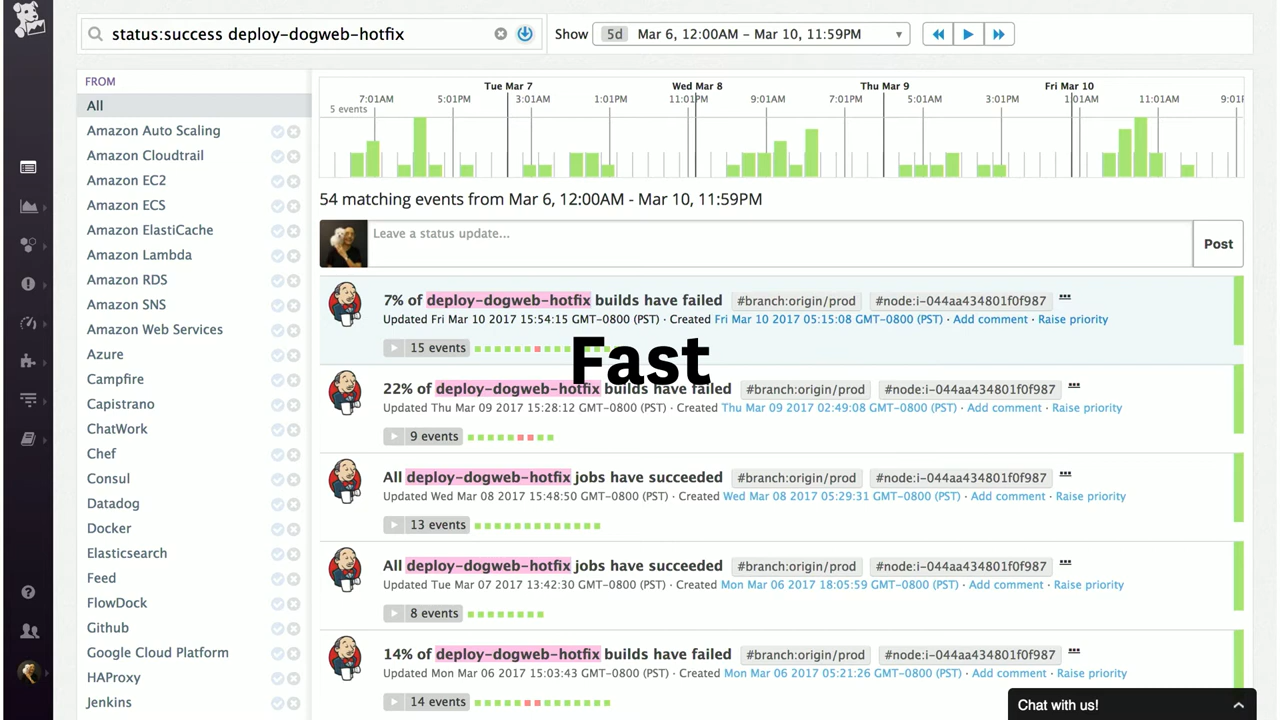 status:success deploy-dogweb-hotfix
Show 5d Mar 6, 12:00AM – Mar 10, 11:59PM
FROM
All
Amazon Auto Scaling
Amazon Cloudtrail
Amazon EC2
Amazon ECS
Amazon ElastiCache
Amazon Lambda
Amazon RDS
Amazon SNS
Amazon Web Services
Azure
Campfire
Capistrano
ChatWork
Chef
Consul
Datadog
Docker
Elasticsearch
Feed
FlowDock
Github
Google Cloud Platform
HAProxy
Jenkins
Tue Mar 7 Wed Mar 8 Thu Mar 9 Fri Mar 10
7:01AM 5:01PM 3:01AM 1:01PM 11:01PM 9:01AM 7:01PM 5:01AM 3:01PM 1:01AM 11:01AM 9:01
5 events
54 matching events from Mar 6, 12:00AM - Mar 10, 11:59PM
Leave a status update... Post
7% of deploy-dogweb-hotfix builds have failed #branch:origin/prod #node:i-044aa434801f0f987 ...
Updated Fri Mar 10 2017 15:54:15 GMT-0800 (PST) · Created Fri Mar 10 2017 05:15:08 GMT-0800 (PST) · Add comment · Raise priority
15 events
Fast
22% of deploy-dogweb-hotfix builds have failed #branch:origin/prod #node:i-044aa434801f0f987 ...
Updated Thu Mar 09 2017 15:28:12 GMT-0800 (PST) · Created Thu Mar 09 2017 02:49:08 GMT-0800 (PST) · Add comment · Raise priority
9 events
All deploy-dogweb-hotfix jobs have succeeded #branch:origin/prod #node:i-044aa434801f0f987 ...
Updated Wed Mar 08 2017 15:48:50 GMT-0800 (PST) · Created Wed Mar 08 2017 05:29:31 GMT-0800 (PST) · Add comment · Raise priority
13 events
All deploy-dogweb-hotfix jobs have succeeded #branch:origin/prod #node:i-044aa434801f0f987 ...
Updated Tue Mar 07 2017 13:42:30 GMT-0800 (PST) · Created Mon Mar 06 2017 18:05:59 GMT-0800 (PST) · Add comment · Raise priority
8 events
14% of deploy-dogweb-hotfix builds have failed #branch:origin/prod #node:i-044aa434801f0f987 ...
Updated Mon Mar 06 2017 15:03:43 GMT-0800 (PST) · Created Mon Mar 06 2017 05:21:26 GMT-0800 (PST) · Add comment · Raise priority
14 events
Chat with us!